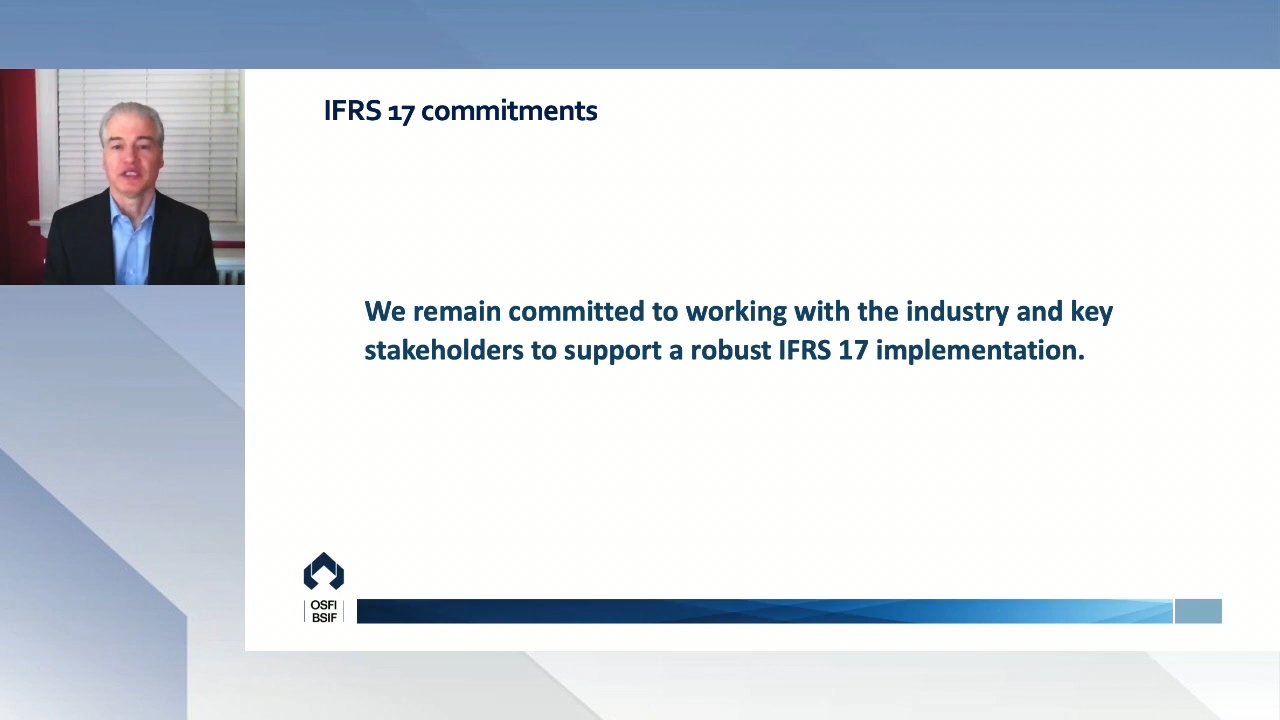 IFRS 17 commitments
We remain committed to working with the industry and key
stakeholders to support a robust IFRS 17 implementation.
OSFI
BSIF